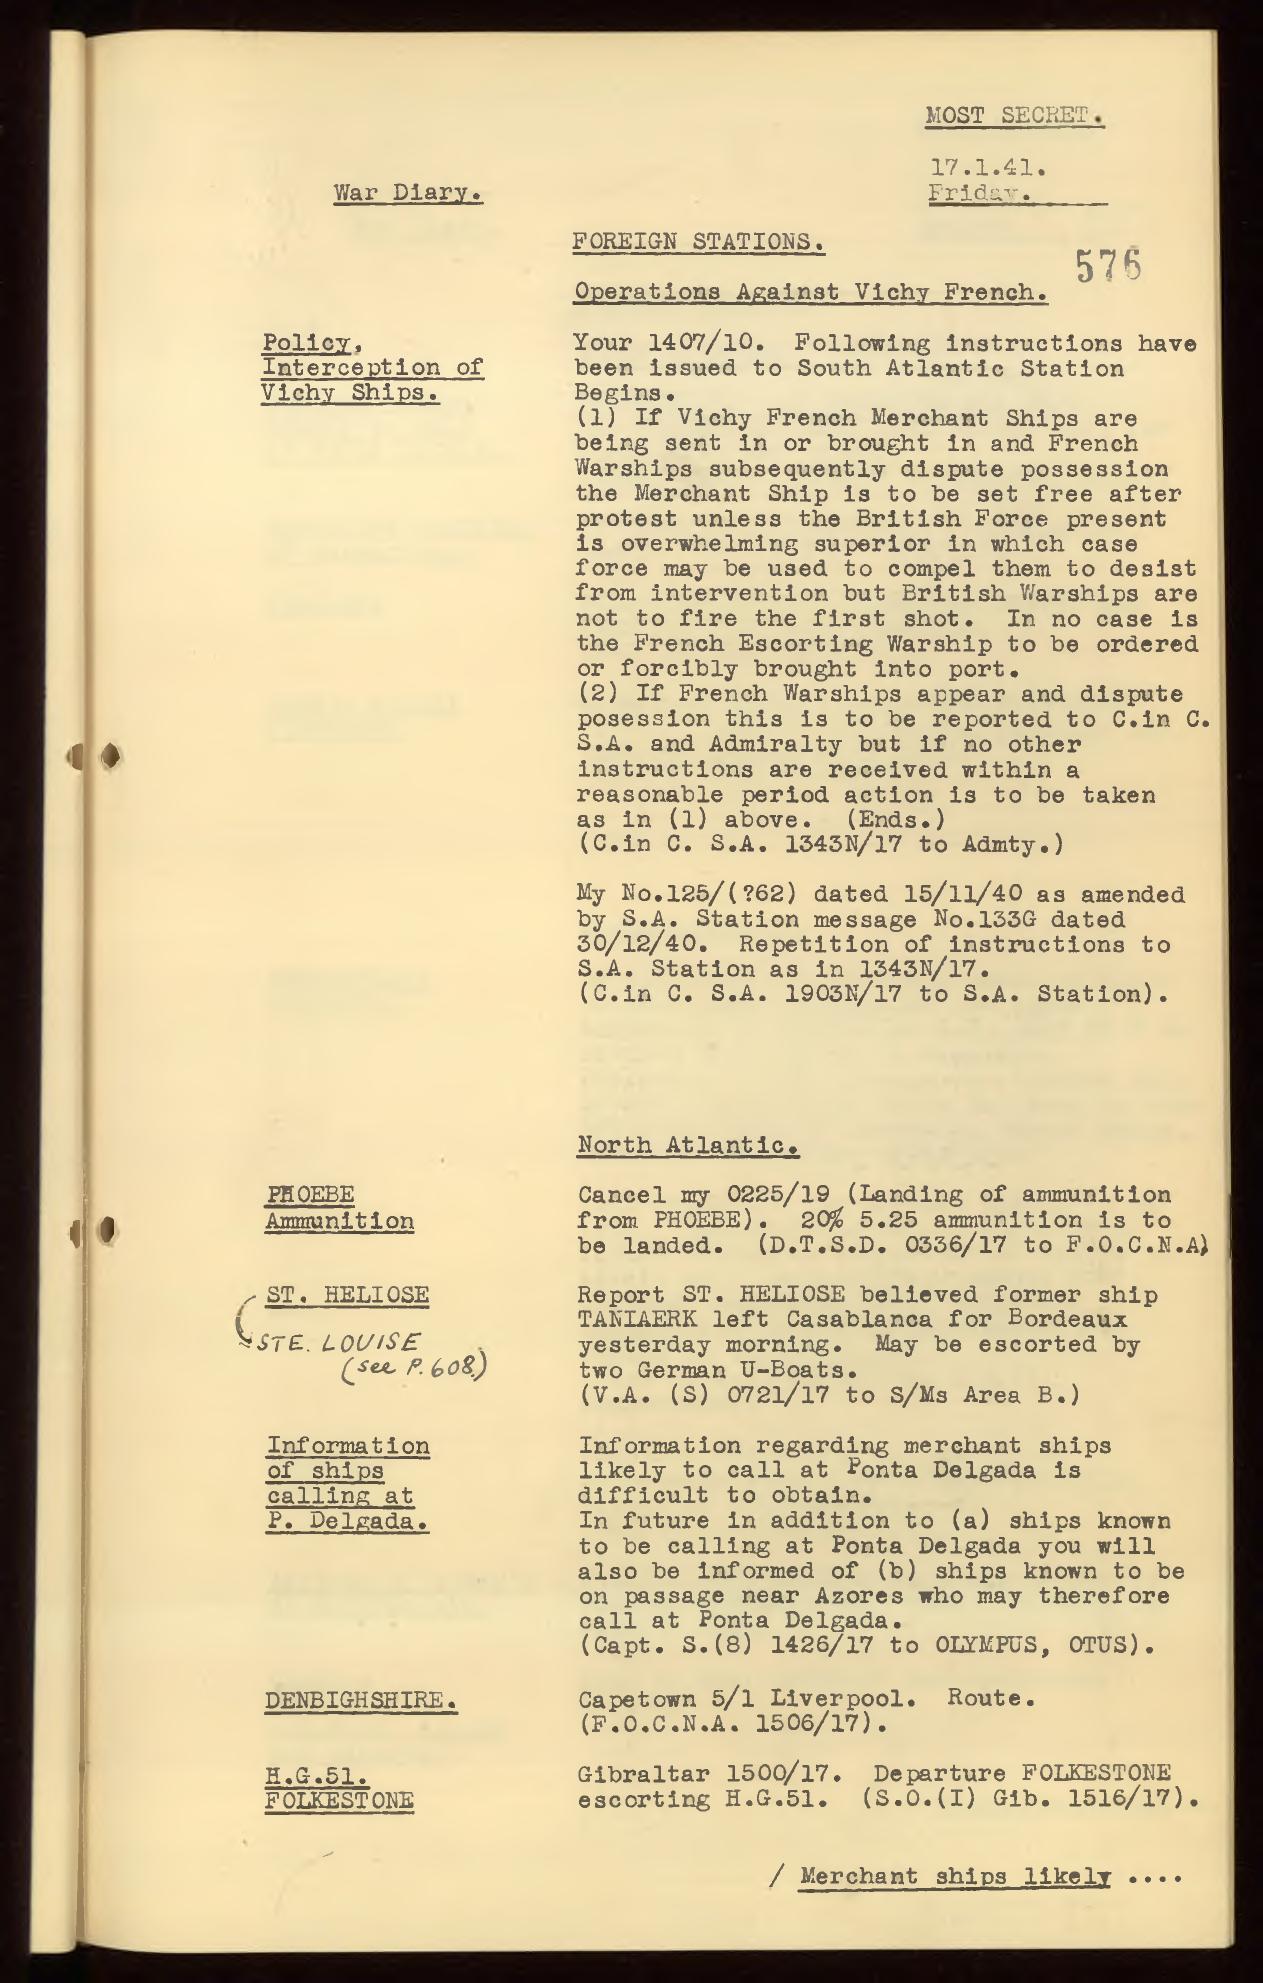 MOST SECRET.
17.1.41.
Friday.
War Diary.
FOREIGN STATIONS.
576
Operations Against Vichy French.
Policy,
Interception of
Vichy Ships.
Your 1407/10. Following instructions have
been issued to South Atlantic Station
Begins.
(1) If Vichy French Merchant Ships are
being sent in or brought in and French
Warships subsequently dispute possession
the Merchant Ship is to be set free after
protest unless the British Force present
is overwhelming superior in which case
force may be used to compel them to desist
from intervention but British Warships are
not to fire the first shot. In no case is
the French Escorting Warship to be ordered
or forcibly brought into port.
(2) If French Warships appear and dispute
posession this is to be reported to C.in C.
S.A. and Admiralty but if no other
instructions are received within a
reasonable period action is to be taken
as in (1) above. (Ends.)
(C.in C. S.A. 1343N/17 to Admty.)
My No.125/(?62) dated 15/11/40 as amended
by S.A. Station message No.133G dated
30/12/40. Repetition of instructions to
S.A. Station as in 1343N/17.
(C.in C. S.A. 1903N/17 to S.A. Station).
North Atlantic.
PHOEBE
Ammunition
Cancel my 0225/19 (Landing of ammunition
from PHOEBE). 20% 5.25 ammunition is to
be landed. (D.T.S.D. 0336/17 to F.O.C.N.A)
ST. HELIOSE
STE. LOUISE
(see P. 608.)
Report ST. HELIOSE believed former ship
TANIAERK left Casablanca for Bordeaux
yesterday morning. May be escorted by
two German U-Boats.
(V.A. (S) 0721/17 to S/Ms Area B.)
Information
of ships
calling at
P. Delgada.
Information regarding merchant ships
likely to call at Ponta Delgada is
difficult to obtain.
In future in addition to (a) ships known
to be calling at Ponta Delgada you will
also be informed of (b) ships known to be
on passage near Azores who may therefore
call at Ponta Delgada.
(Capt. S.(8) 1426/17 to OLYMPUS, OTUS).
DENBIGHSHIRE.
Capetown 5/1 Liverpool. Route.
(F.O.C.N.A. 1506/17).
H.G.51.
FOLKESTONE
Gibraltar 1500/17. Departure FOLKESTONE
escorting H.G.51. (S.O.(I) Gib. 1516/17).
/ Merchant ships likely ....